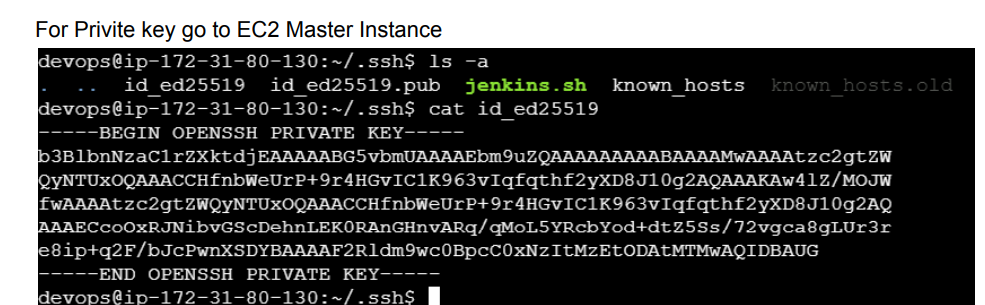 For Privite key go to EC2 Master Instance
devops@ip-172-31-80-130:~/.ssh$ ls -a
. .. id_ed25519 id_ed25519.pub jenkins.sh known_hosts known_hosts.old
devops@ip-172-31-80-130:~/.ssh$ cat id_ed25519
-----BEGIN OPENSSH PRIVATE KEY-----
b3BlbnNzaC1rZXktdjEAAAAABG5vbmUAAAAEbm9uZQAAAAAAAAABAAAAMwAAAAtzc2gtZW
QyNTUxOQAAACCHfnbWeUrP+9r4HGvIC1K963vIqfqthf2yXD8J10g2AQAAAKAw4lZ/MOJW
fwAAAAtzc2gtZWQyNTUxOQAAACCHfnbWeUrP+9r4HGvIC1K963vIqfqthf2yXD8J10g2AQ
AAAECcoOxRJNibvGScDehnLEK0RAnGHnvARq/qMoL5YRcbYod+dtZ5Ss/72vgca8gLUr3r
e8ip+q2F/bJcPwnXSDYBAAAAF2Rldm9wc0BpcC0xNzItMzEtODAtMTMwAQIDBAUG
-----END OPENSSH PRIVATE KEY-----
devops@ip-172-31-80-130:~/.ssh$